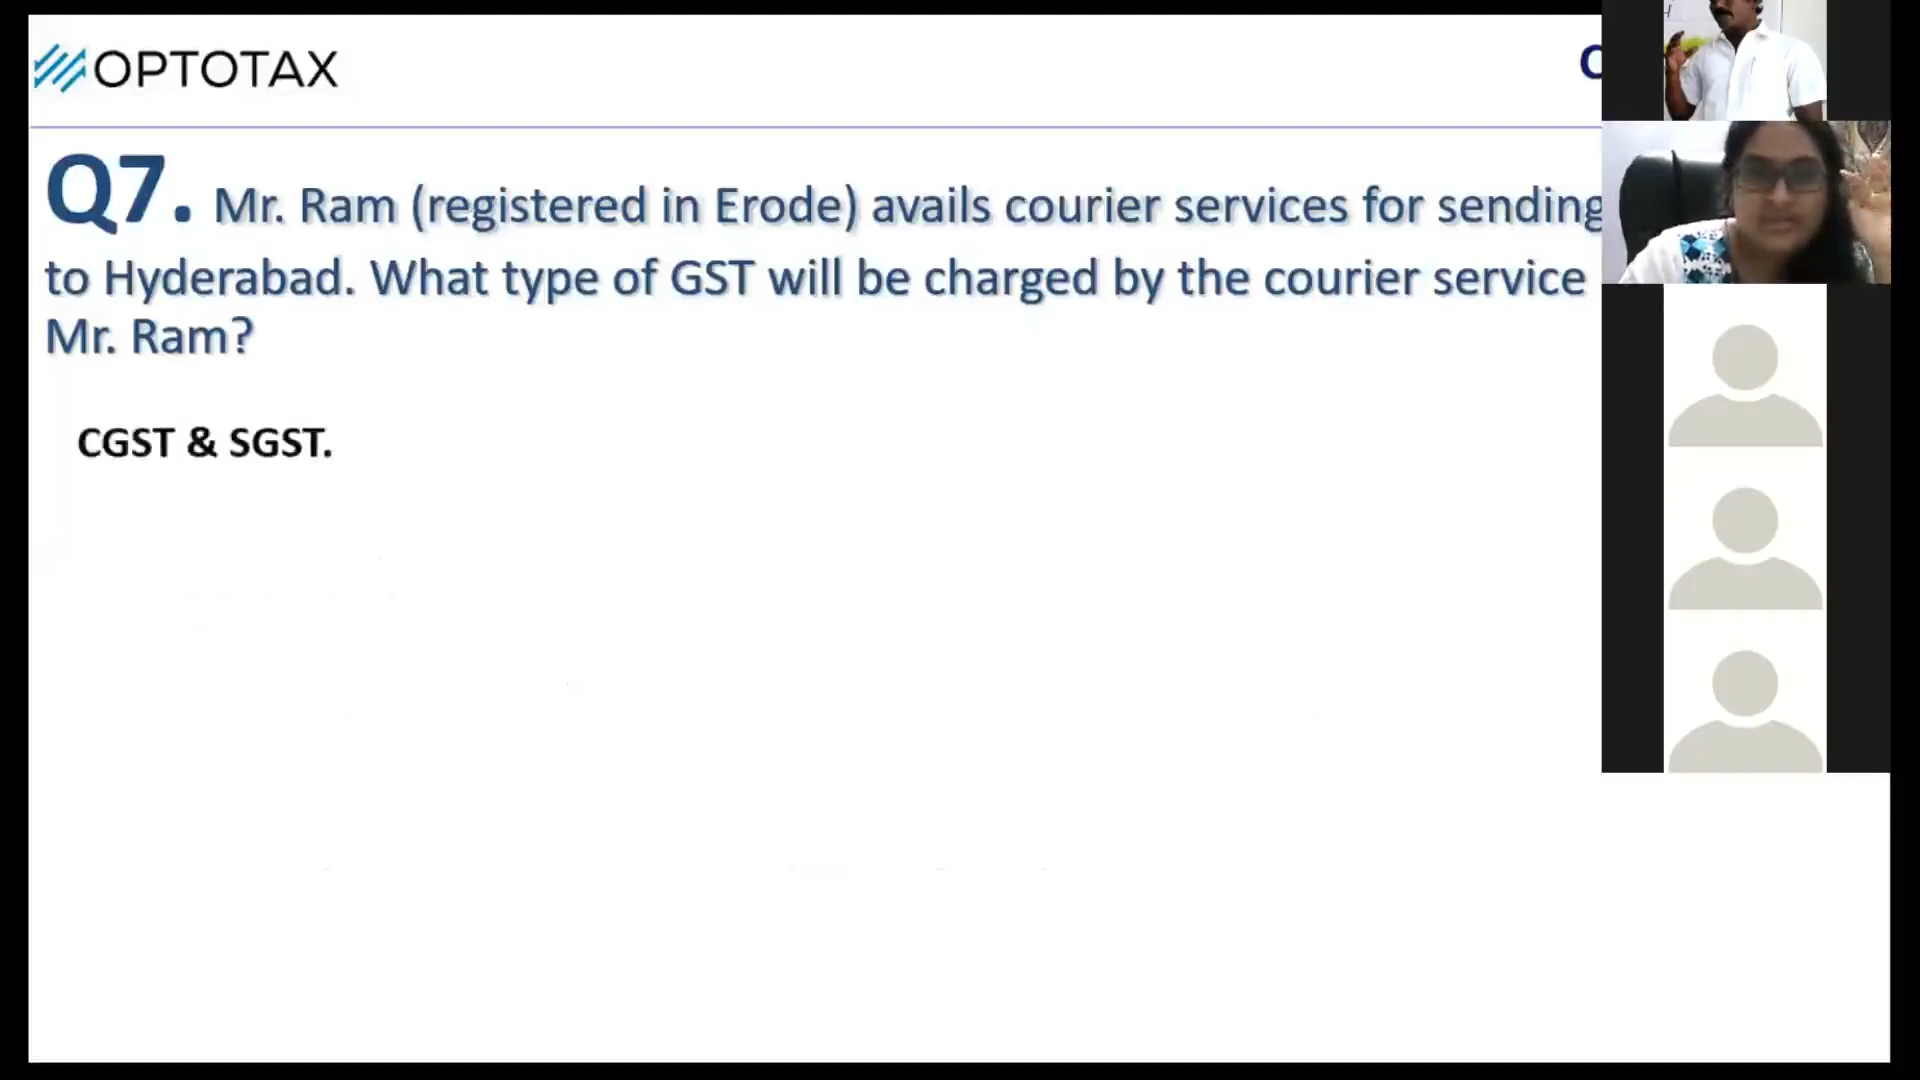 OPTOTAX
Q7. Mr. Ram (registered in Erode) avails courier services for sending
to Hyderabad. What type of GST will be charged by the courier service
Mr. Ram?
CGST & SGST.